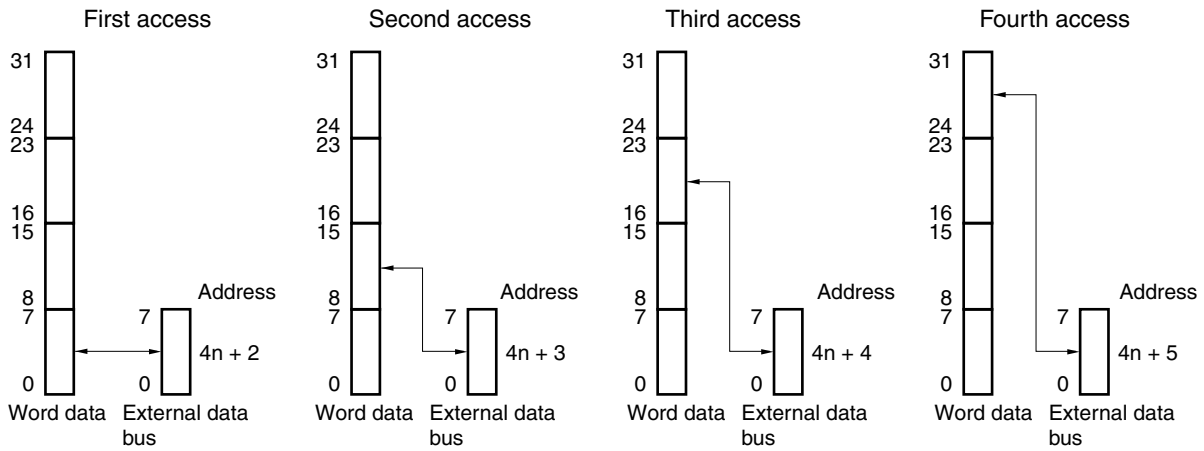 First access
Second access
Third access
Fourth access
31
24
23
16
15
8
7
0
Address
7
4n + 2
0
Word data
External data
bus
31
24
23
16
15
8
7
0
Address
7
4n + 3
0
Word data
External data
bus
31
24
23
16
15
8
7
0
Address
7
4n + 4
0
Word data
External data
bus
31
24
23
16
15
8
7
0
Address
7
4n + 5
0
Word data
External data
bus